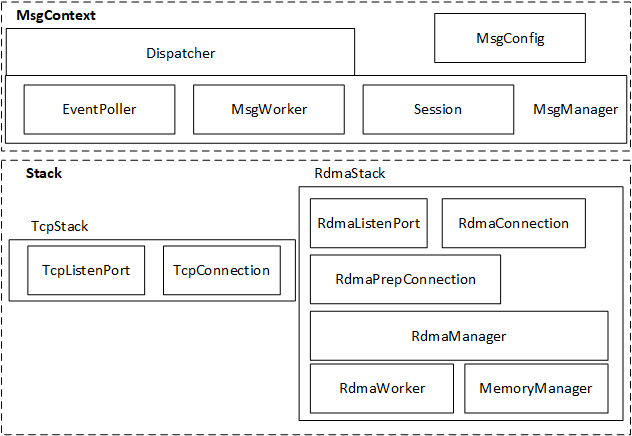 MsgContext
MsgConfig
Dispatcher
EventPoller
MsgWorker
Session
MsgManager
Stack
RdmaStack
TcpStack
TcpListenPort
TcpConnection
RdmaListenPort
RdmaConnection
RdmaPrepConnection
RdmaManager
RdmaWorker
MemoryManager